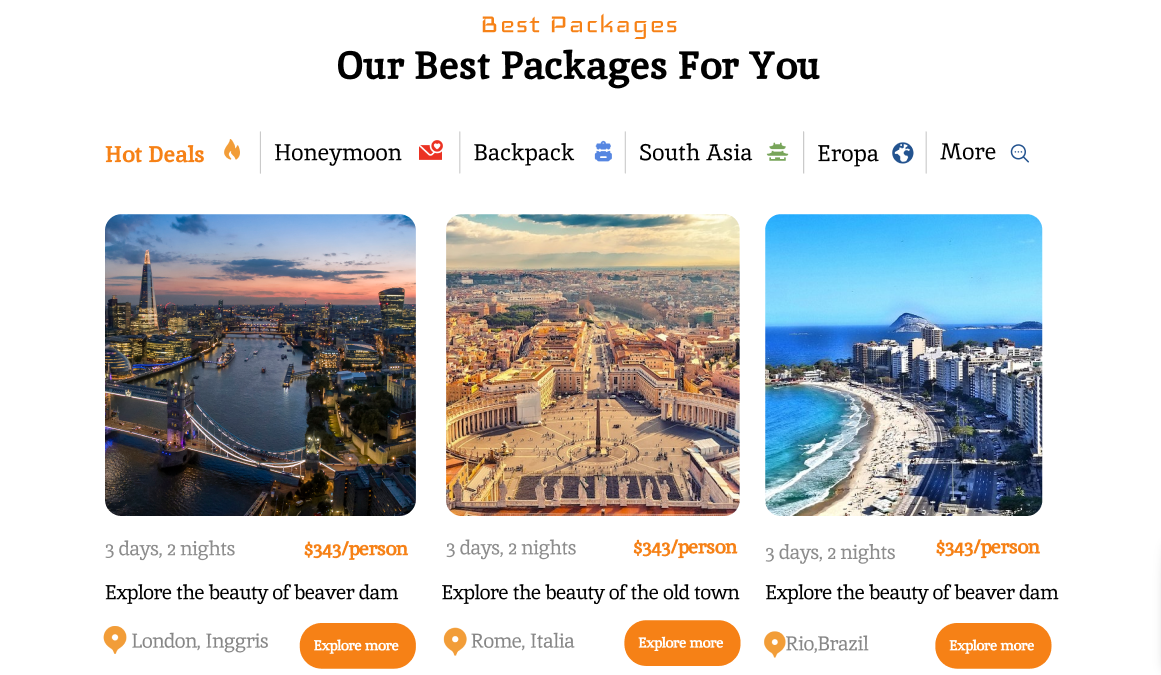 Best Packages
Our Best Packages For You
Hot Deals Honeymoon Backpack South Asia Eropa More
3 days, 2 nights $343/person 3 days, 2 nights $343/person 3 days, 2 nights $343/person
Explore the beauty of beaver dam Explore the beauty of the old town Explore the beauty of beaver dam
London, Inggris Explore more Rome, Italia Explore more Rio,Brazil Explore more